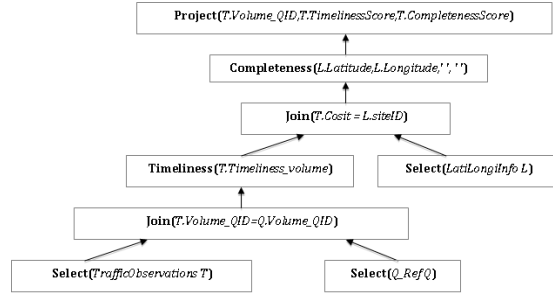 Project(T.Volume_QID,T.TimelinessScore,T.CompletenessScore)
Completeness(L.Latitude,L.Longitude,' ', ' ')
Join(T.Cosit = L.siteID)
Timeliness(T.Timeliness_volume)
Select(LatiLongiInfo L)
Join(T.Volume_QID=Q.Volume_QID)
Select(TrafficObservations T)
Select(Q_Ref Q)